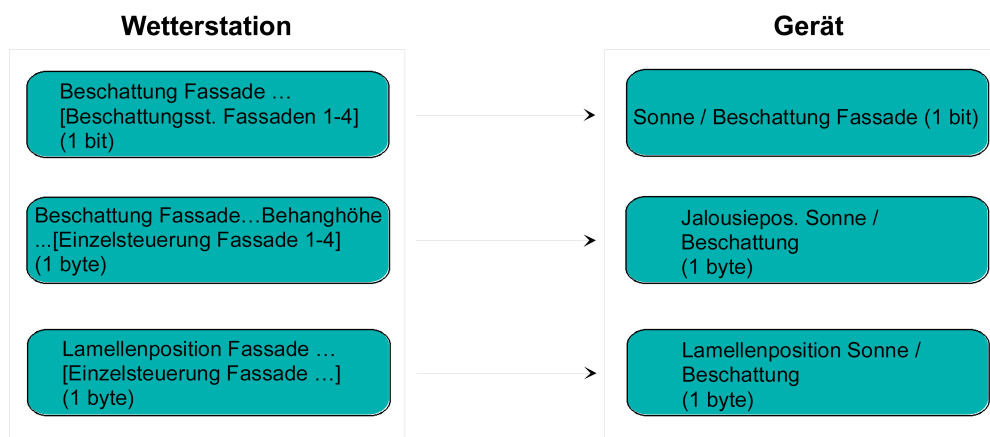 Wetterstation
Gerät
Beschattung Fassade …
[Beschattungsst. Fassaden 1-4]
(1 bit)
Sonne / Beschattung Fassade (1 bit)
Beschattung Fassade…Behanghöhe
...[Einzelsteuerung Fassade 1-4]
(1 byte)
Jalousiepos. Sonne /
Beschattung
(1 byte)
Lamellenposition Fassade …
[Einzelsteuerung Fassade …]
(1 byte)
Lamellenposition Sonne /
Beschattung
(1 byte)